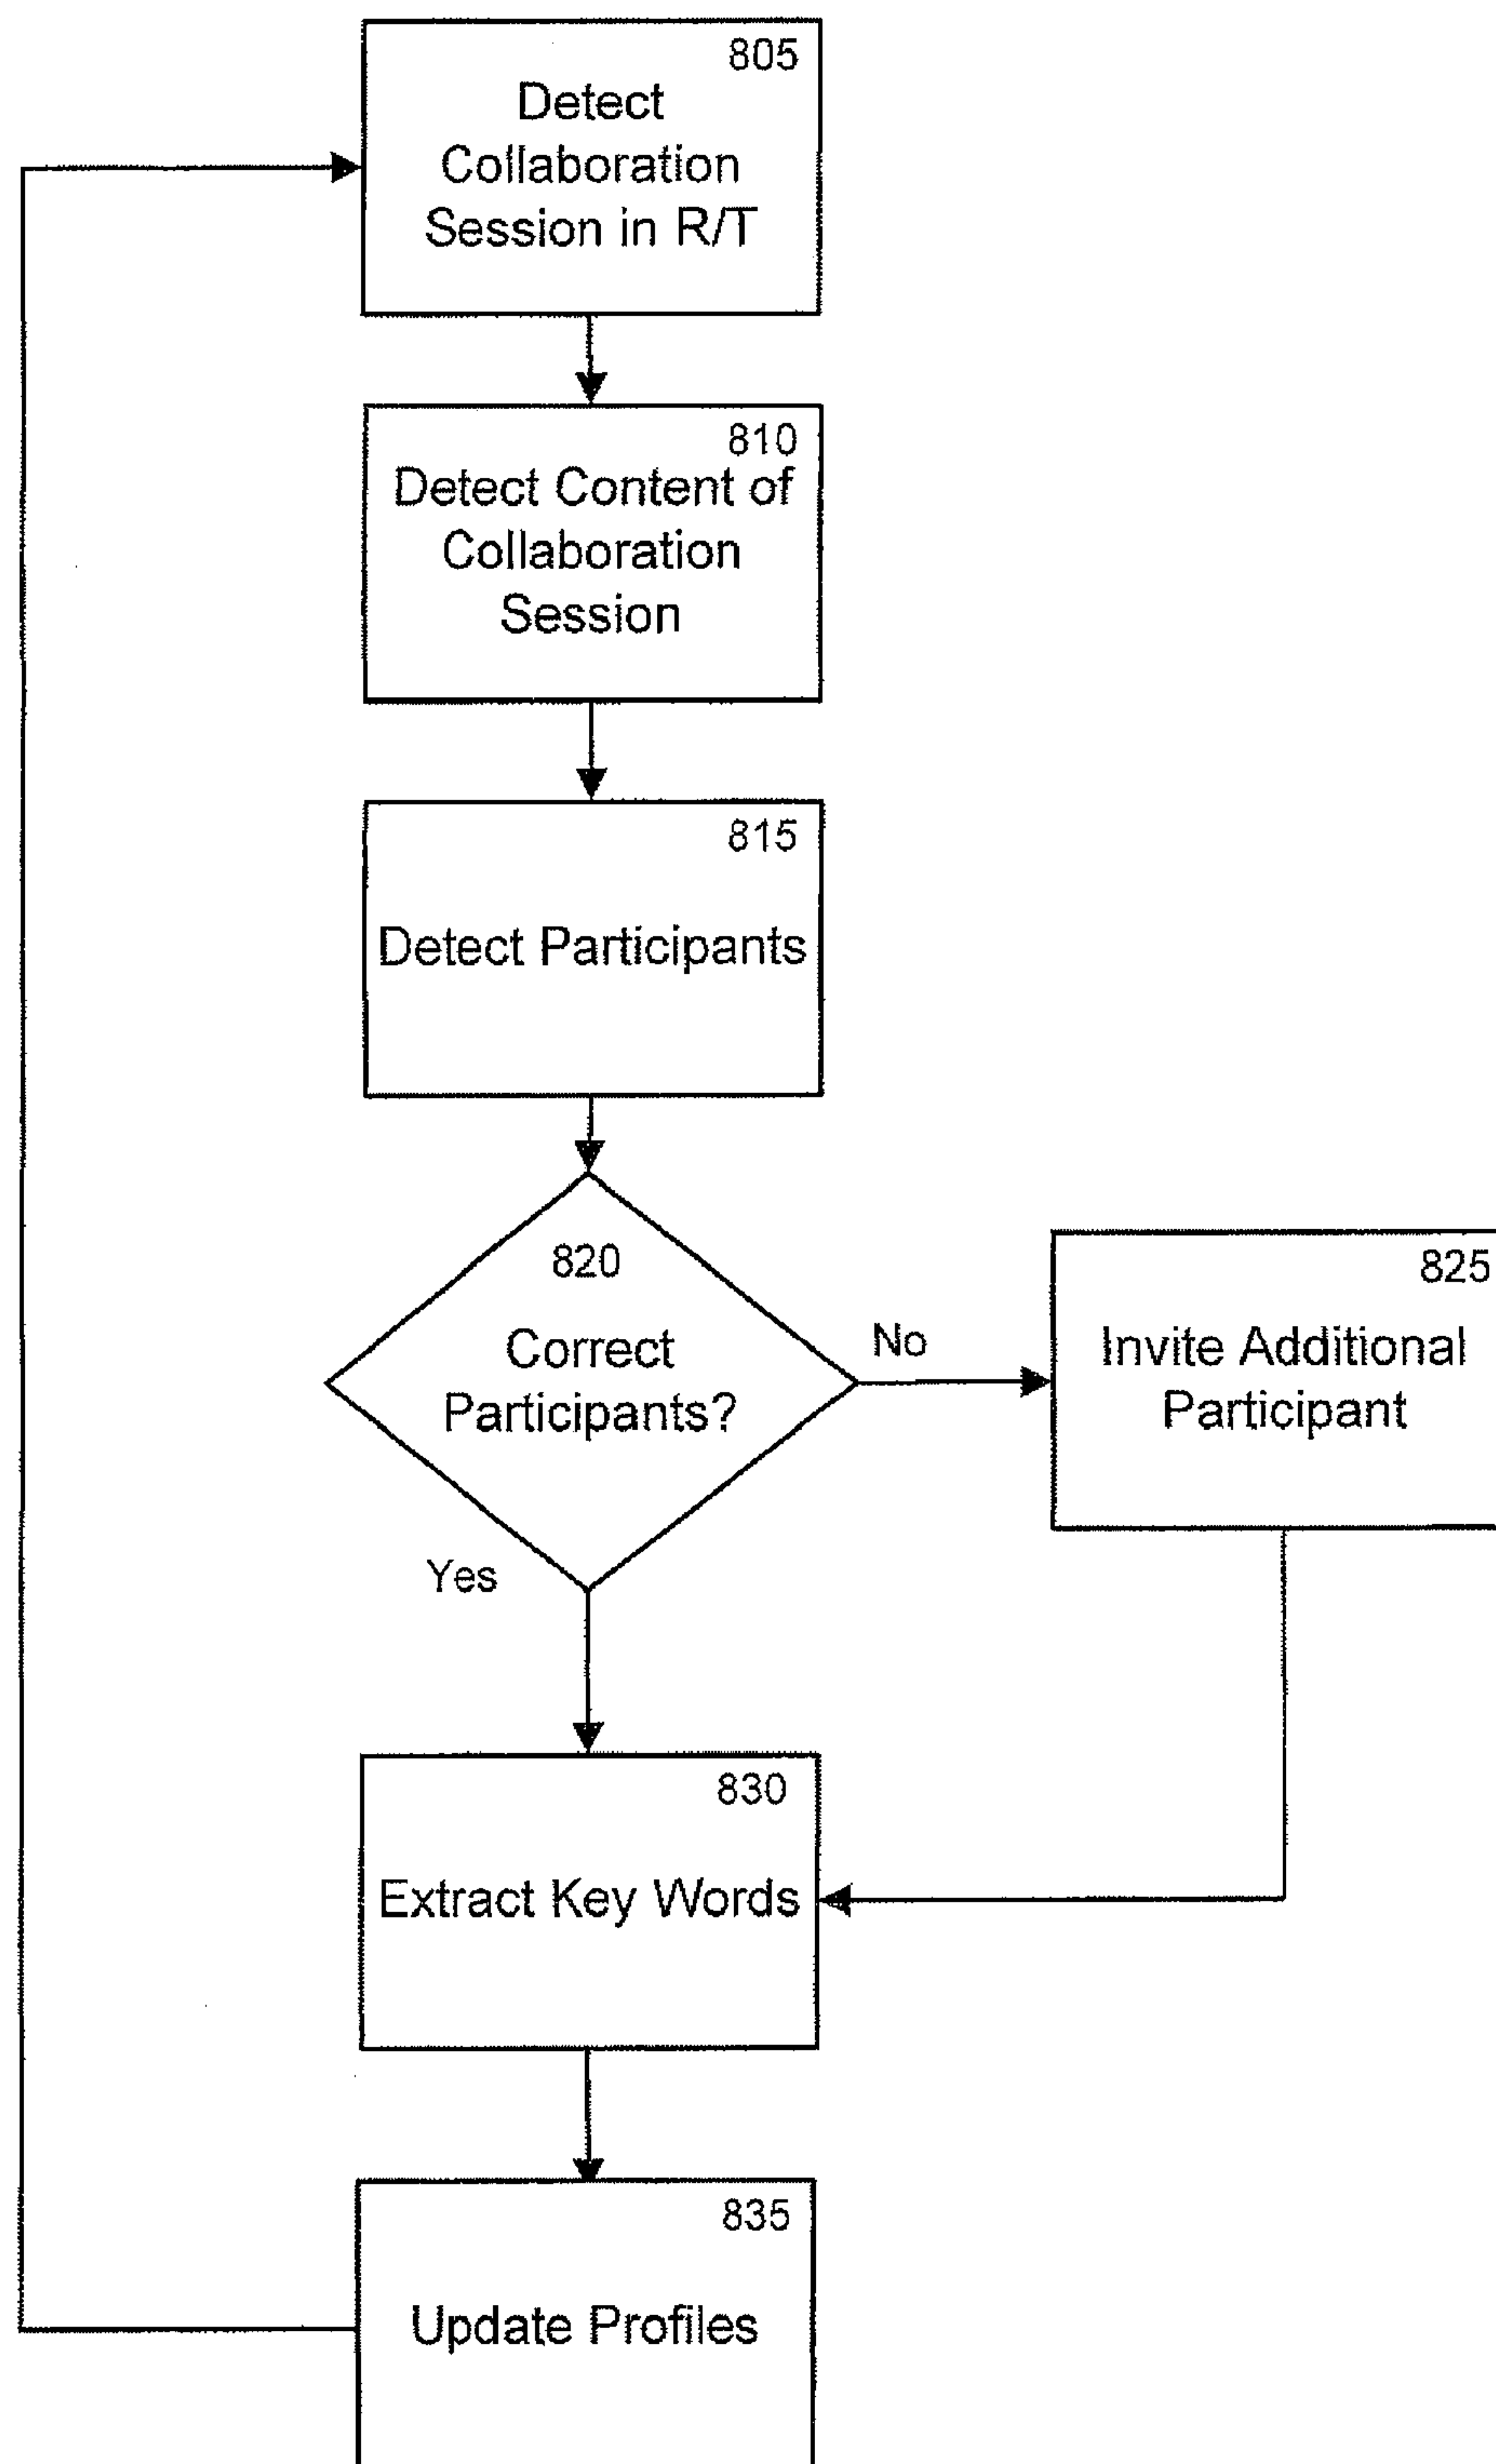 805
Detect
Collaboration
Session in R/T
810
Detect Content of
Collaboration
Session
815
Detect Participants
820
Correct
Participants?
No
825
Invite Additional
Participant
Yes
830
Extract Key Words
835
Update Profiles